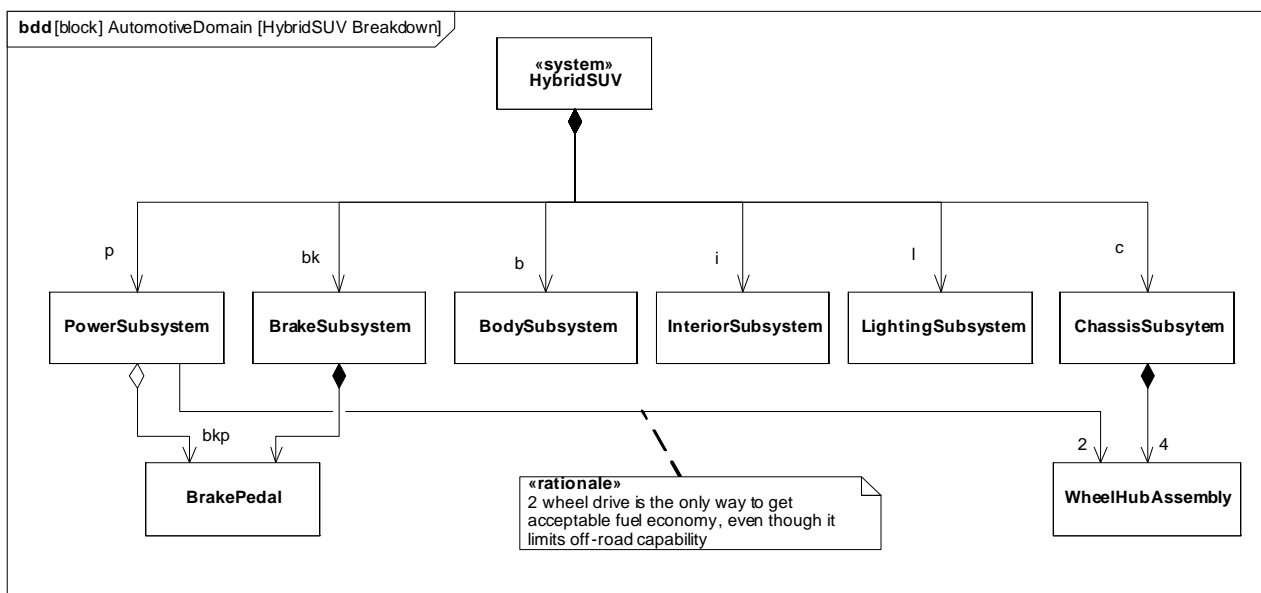 bdd [block] AutomotiveDomain [HybridSUV Breakdown]
«system»
HybridSUV
p
bk
b
i
l
c
PowerSubsystem
BrakeSubsystem
BodySubsystem
InteriorSubsystem
LightingSubsystem
ChassisSubsytem
bkp
2
4
BrakePedal
«rationale»
2 wheel drive is the only way to get
acceptable fuel economy, even though it
limits off-road capability
WheelHubAssembly